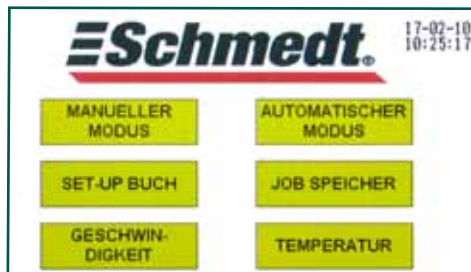 Schmedt®
17-02-10
10:25:17
MANUELLER
MODUS
AUTOMATISCHER
MODUS
SET-UP BUCH
JOB SPEICHER
GESCHWIN-
DIGKEIT
TEMPERATUR